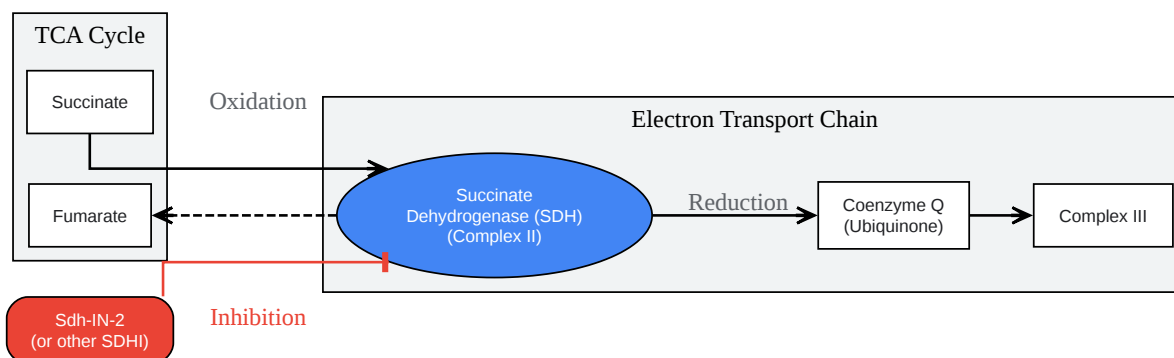 TCA Cycle
Succinate
Oxidation
Electron Transport Chain
Succinate
Dehydrogenase (SDH)
(Complex II)
Reduction
Coenzyme Q
(Ubiquinone)
Complex III
Fumarate
Sdh-IN-2
(or other SDHI)
Inhibition